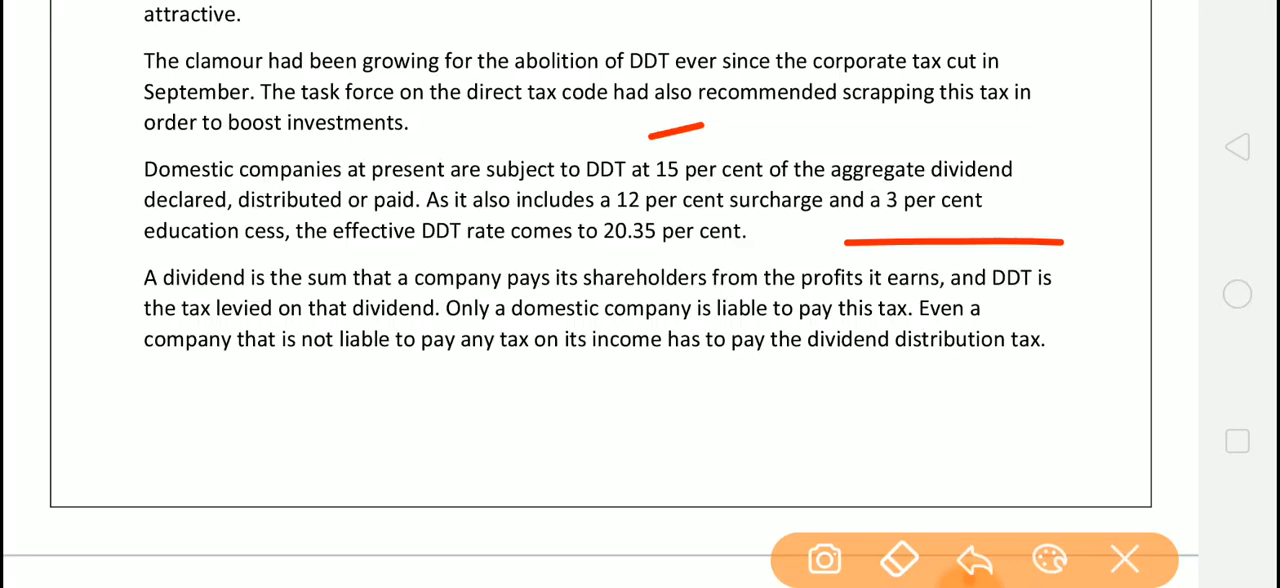 attractive.
The clamour had been growing for the abolition of DDT ever since the corporate tax cut in
September. The task force on the direct tax code had also recommended scrapping this tax in
order to boost investments.
Domestic companies at present are subject to DDT at 15 per cent of the aggregate dividend
declared, distributed or paid. As it also includes a 12 per cent surcharge and a 3 per cent
education cess, the effective DDT rate comes to 20.35 per cent.
A dividend is the sum that a company pays its shareholders from the profits it earns, and DDT is
the tax levied on that dividend. Only a domestic company is liable to pay this tax. Even a
company that is not liable to pay any tax on its income has to pay the dividend distribution tax.